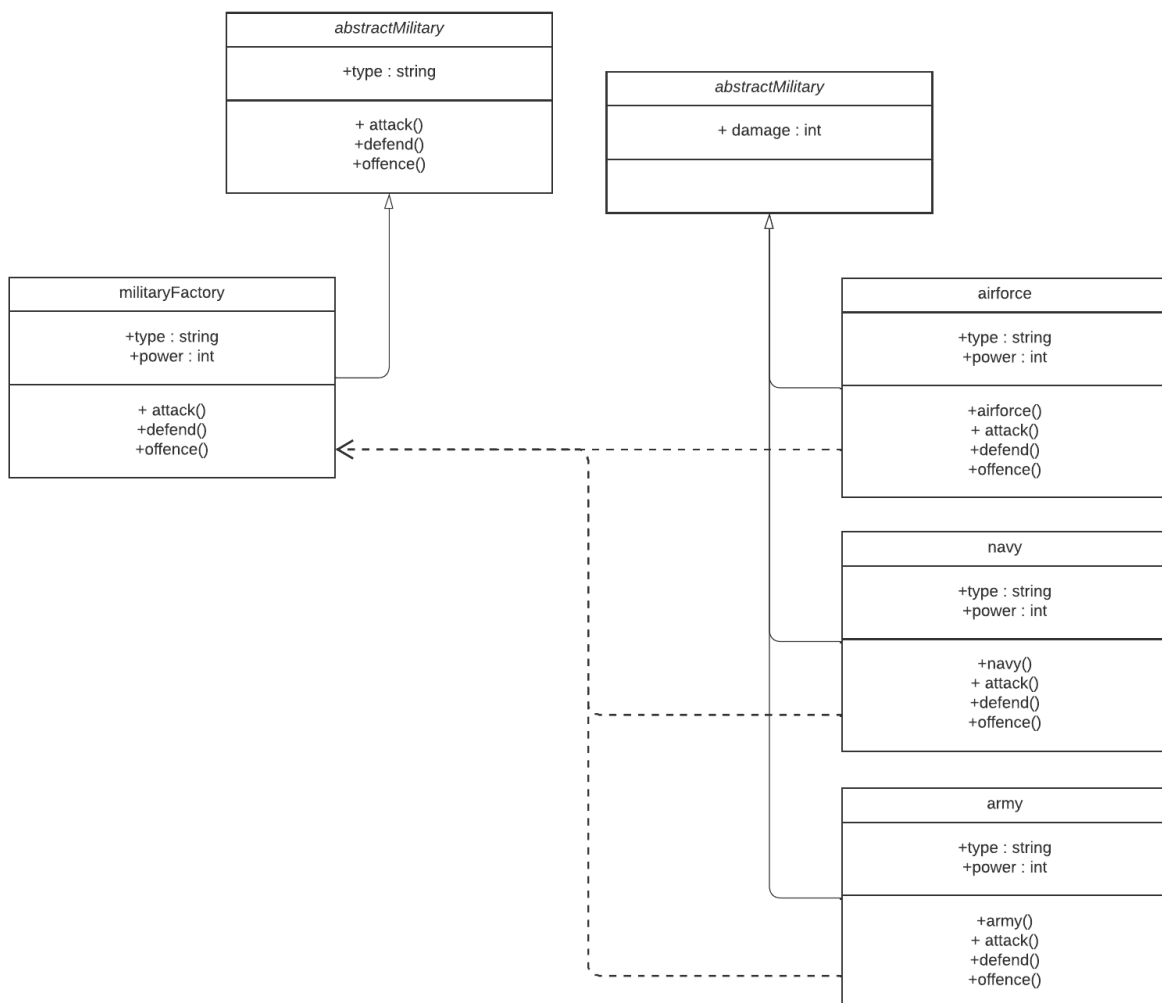 abstractMilitary
+type : string
+ attack()
+defend()
+offence()
abstractMilitary
+ damage : int
militaryFactory
+type : string
+power : int
+ attack()
+defend()
+offence()
airforce
+type : string
+power : int
+airforce()
+ attack()
+defend()
+offence()
navy
+type : string
+power : int
+navy()
+ attack()
+defend()
+offence()
army
+type : string
+power : int
+army()
+ attack()
+defend()
+offence()